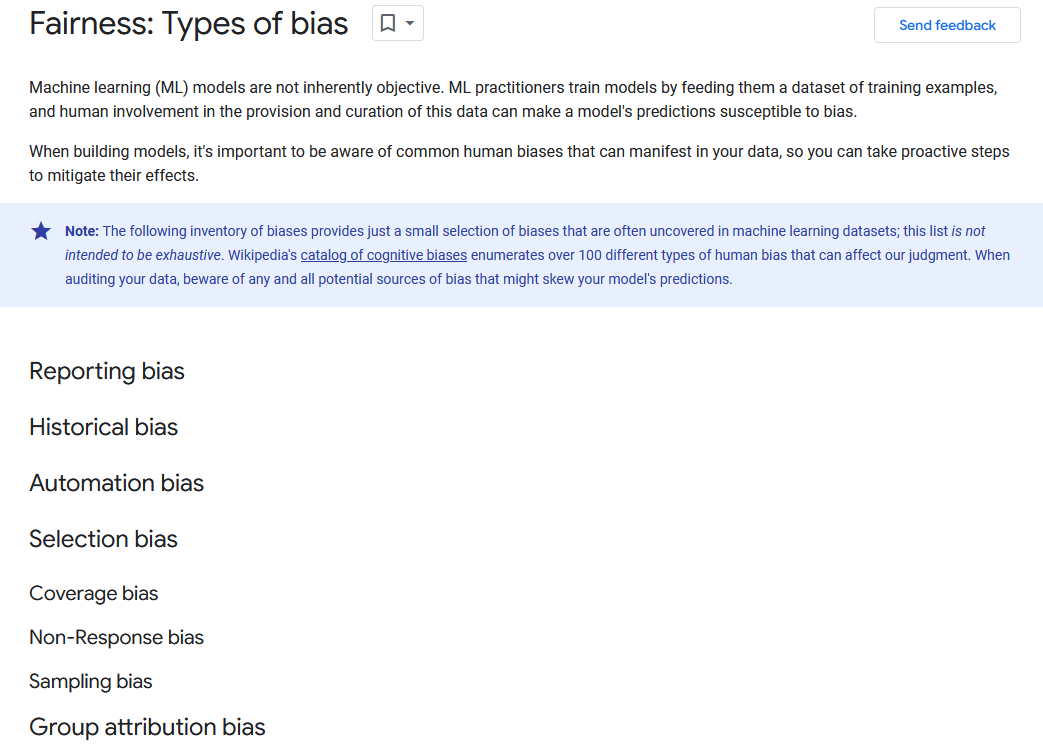 Fairness: Types of bias
Send feedback
Machine learning (ML) models are not inherently objective. ML practitioners train models by feeding them a dataset of training examples,
and human involvement in the provision and curation of this data can make a model's predictions susceptible to bias.
When building models, it's important to be aware of common human biases that can manifest in your data, so you can take proactive steps
to mitigate their effects.
Note: The following inventory of biases provides just a small selection of biases that are often uncovered in machine learning datasets; this list is not
intended to be exhaustive. Wikipedia's catalog of cognitive biases enumerates over 100 different types of human bias that can affect our judgment. When
auditing your data, beware of any and all potential sources of bias that might skew your model's predictions.
Reporting bias
Historical bias
Automation bias
Selection bias
Coverage bias
Non-Response bias
Sampling bias
Group attribution bias